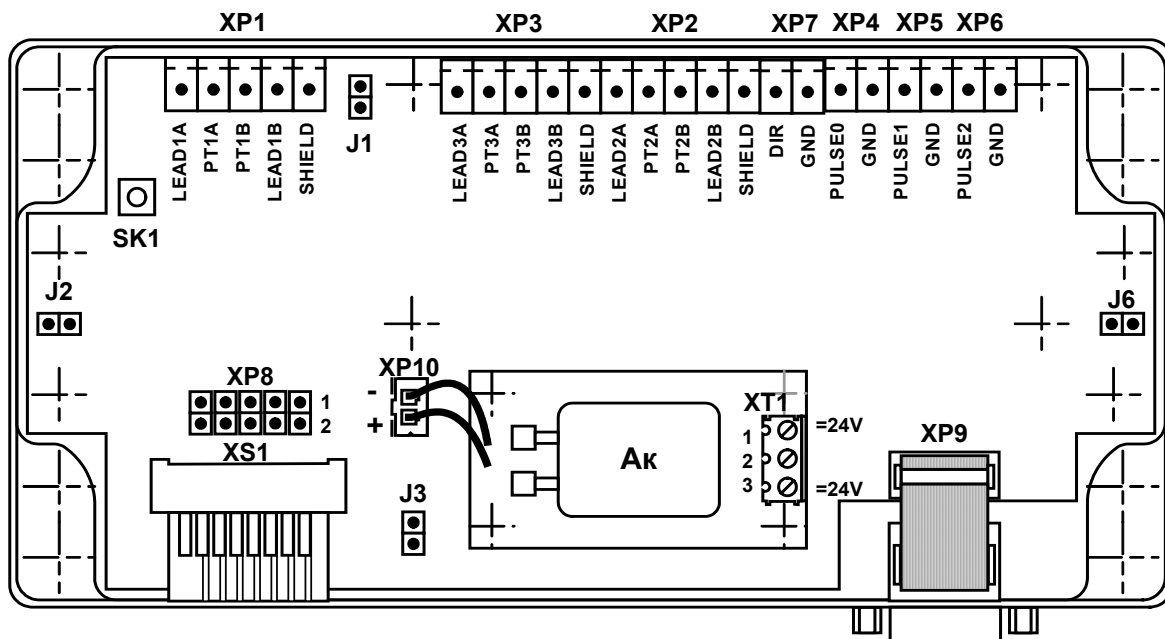 XP1 XP3 XP2 XP7 XP4 XP5 XP6
LEAD1A
PT1A
PT1B
LEAD1B
SHIELD
J1
LEAD3A
PT3A
PT3B
LEAD3B
SHIELD
LEAD2A
PT2A
PT2B
LEAD2B
SHIELD
DIR
GND
PULSE0
GND
PULSE1
GND
PULSE2
GND
SK1
J2
J6
XP8
1
2
XP10
-
+
XS1
J3
Ак
XT1
1
2
3
=24V
=24V
XP9